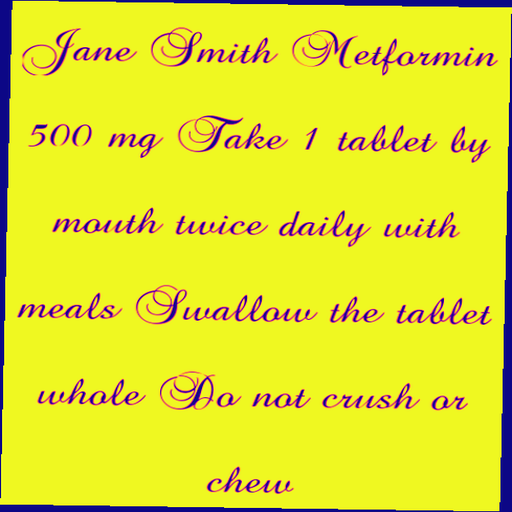 Jane Smith Metformin
500 mg Take 1 tablet by
mouth twice daily with
meals Swallow the tablet
whole Do not crush or
chew